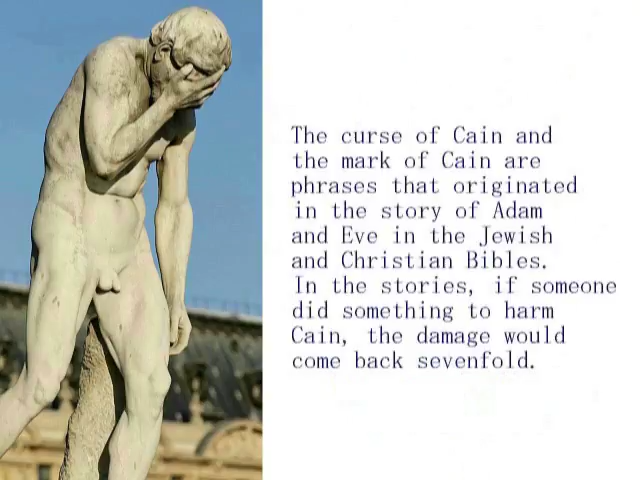 The curse of Cain and
the mark of Cain are
phrases that originated
in the story of Adam
and Eve in the Jewish
and Christian Bibles.
In the stories, if someone
did something to harm
Cain, the damage would
come back sevenfold.